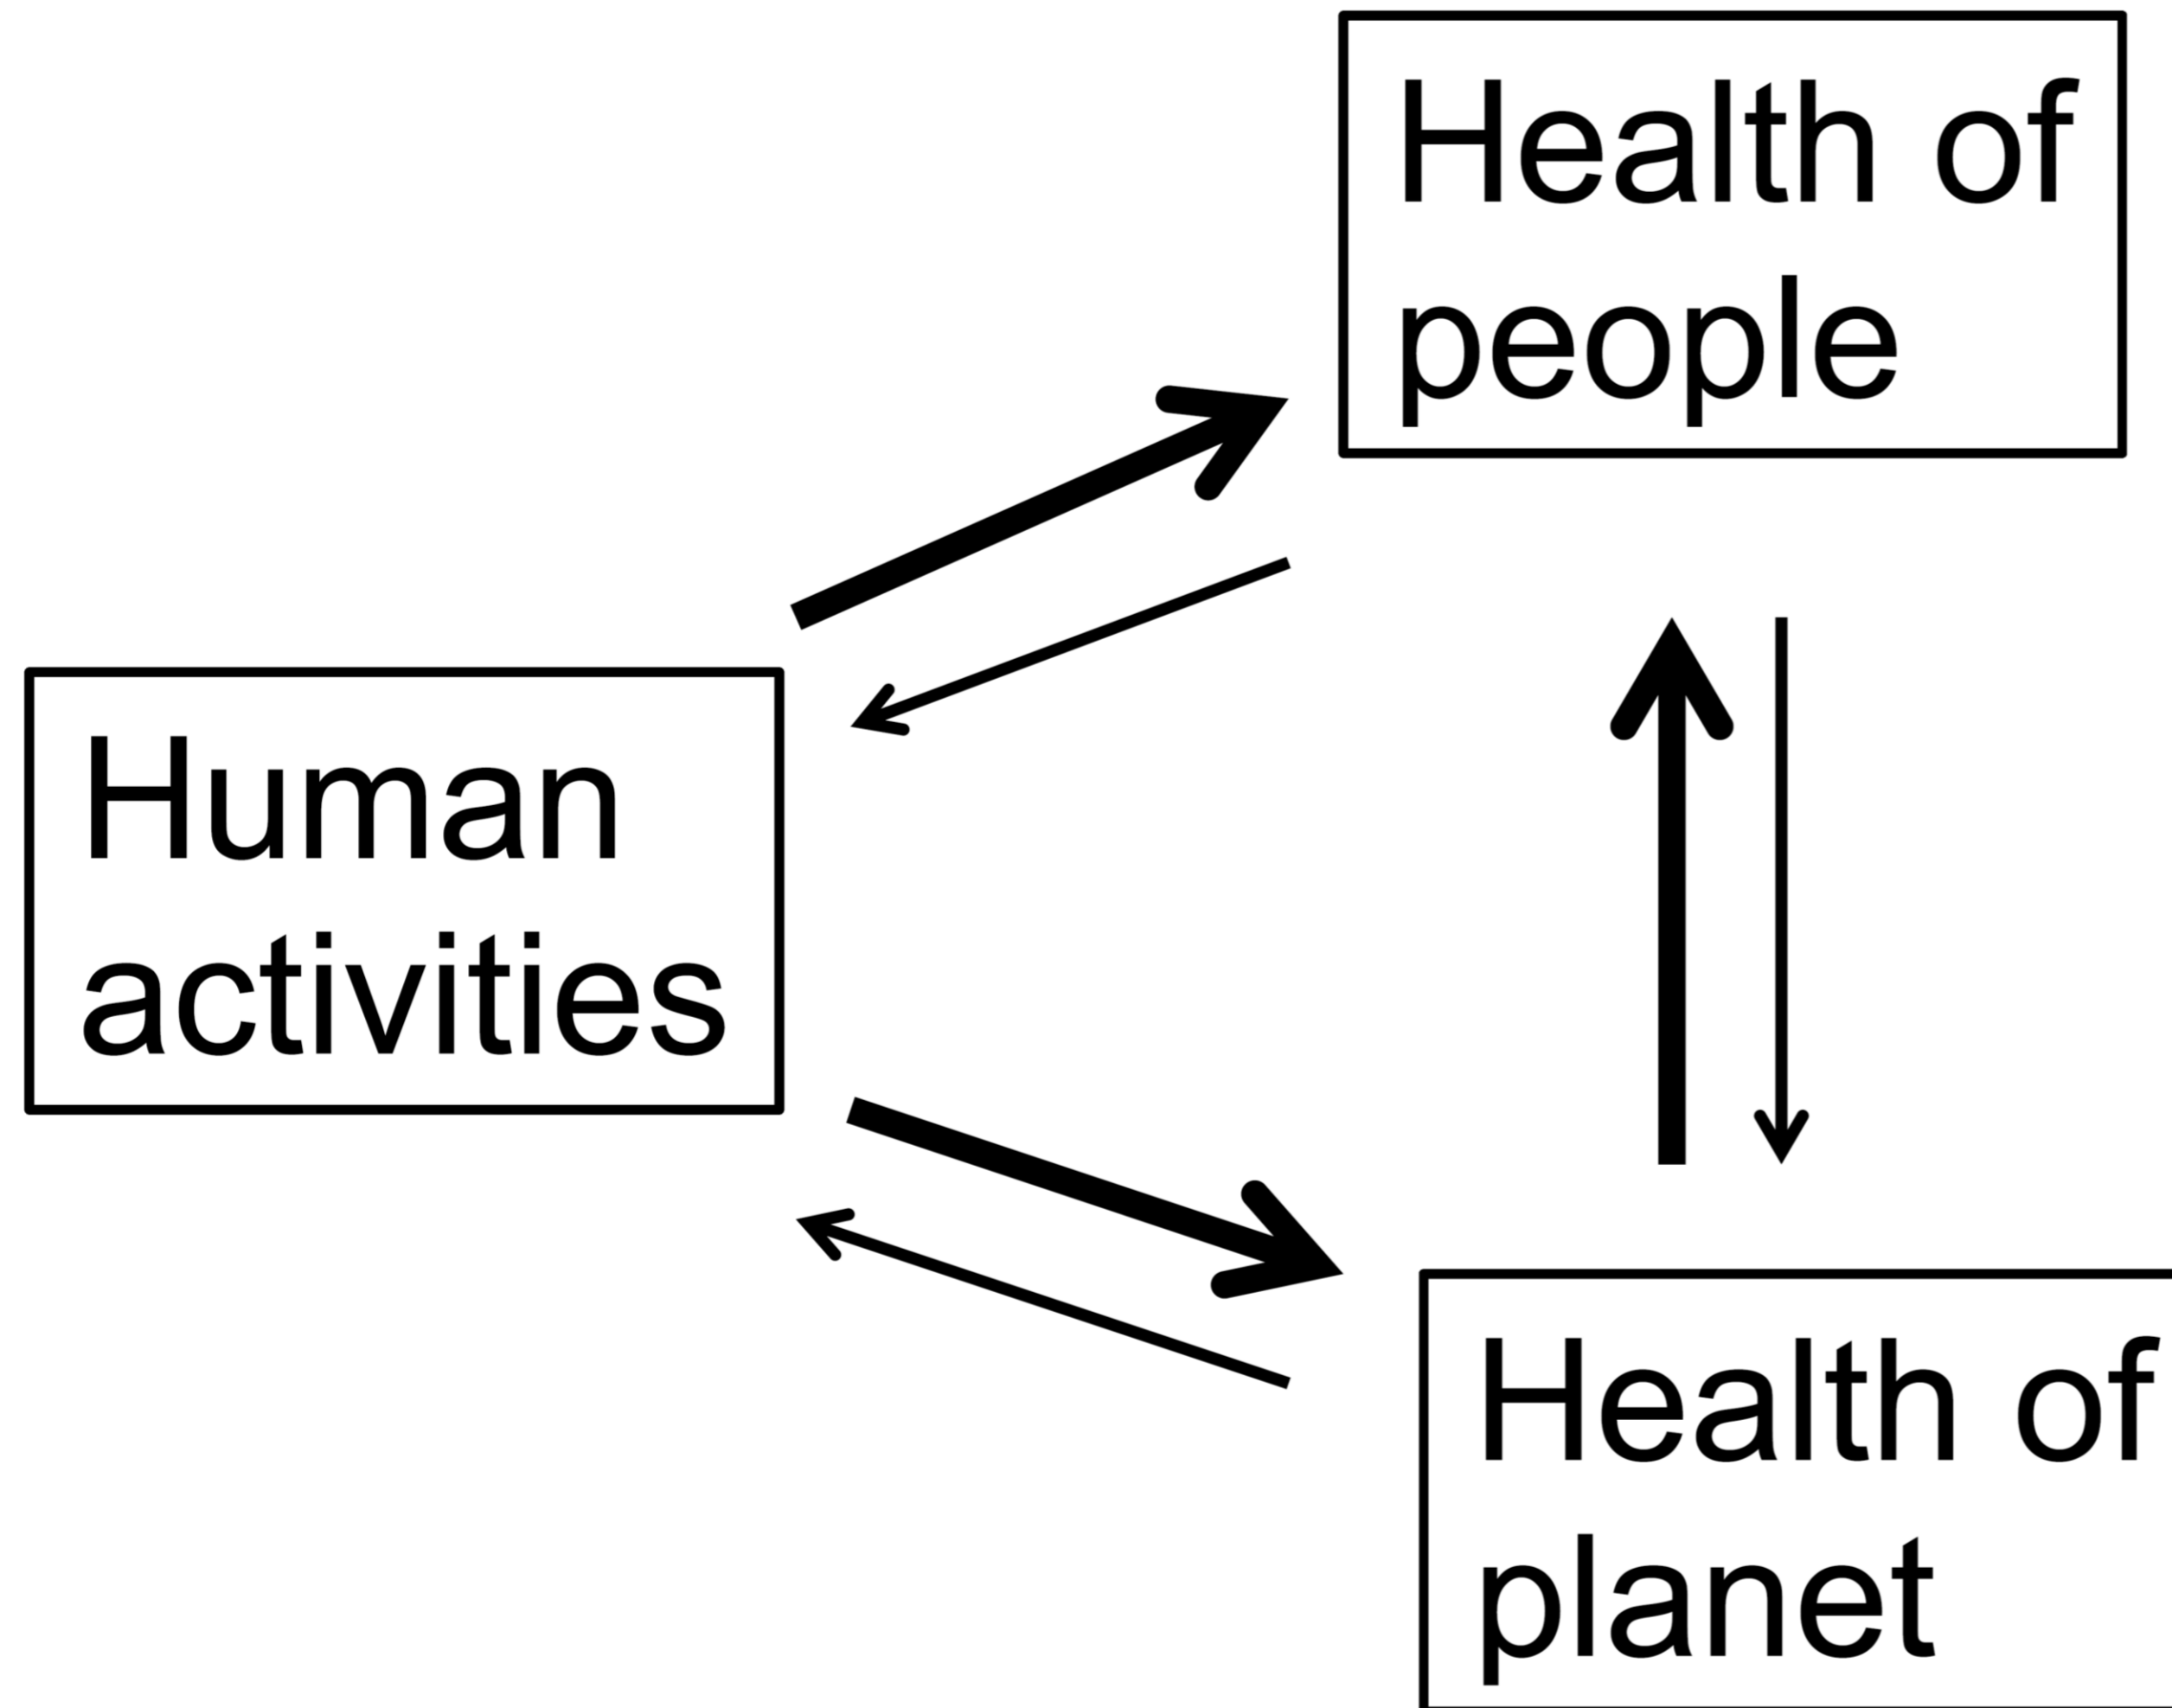 Health of
people
Human
activities
Health of
planet